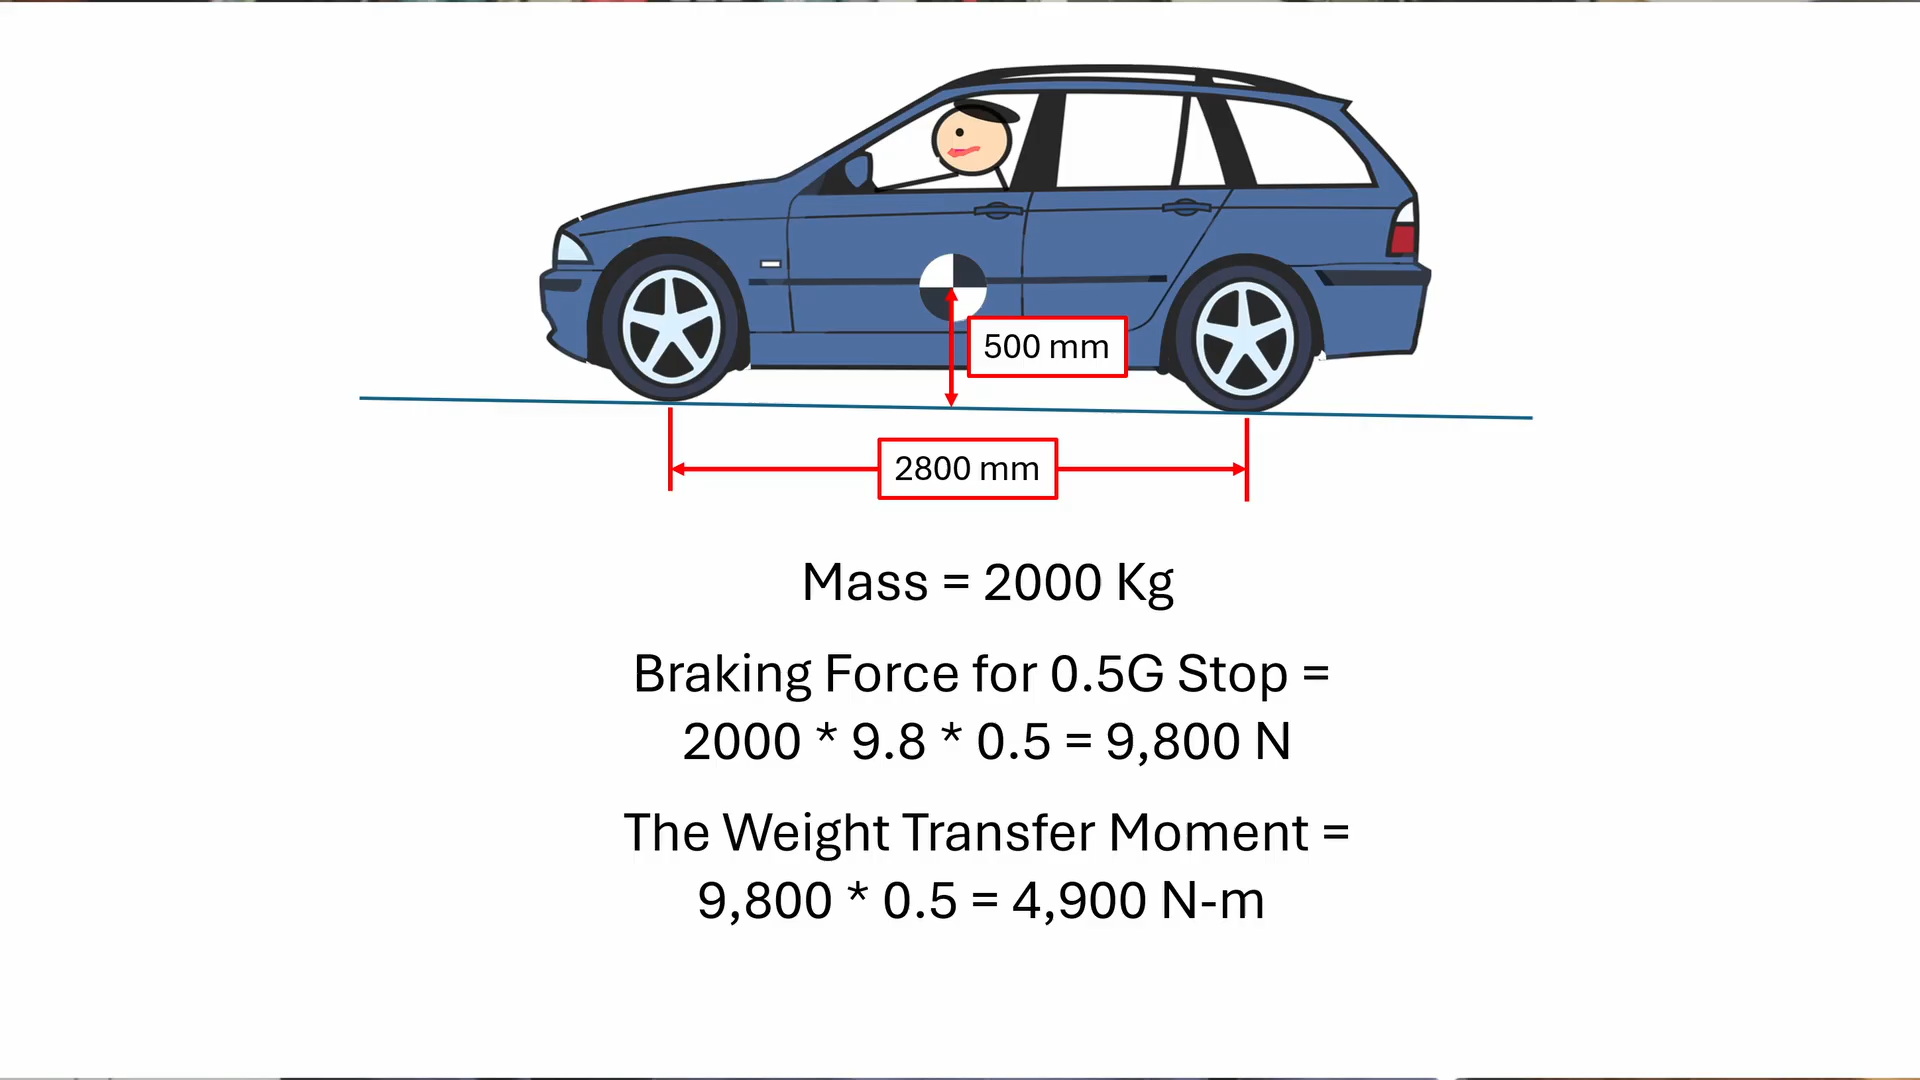 500 mm
2800 mm
Mass = 2000 Kg
Braking Force for 0.5G Stop =
2000 * 9.8 * 0.5 = 9,800 N
The Weight Transfer Moment =
9,800 * 0.5 = 4,900 N-m